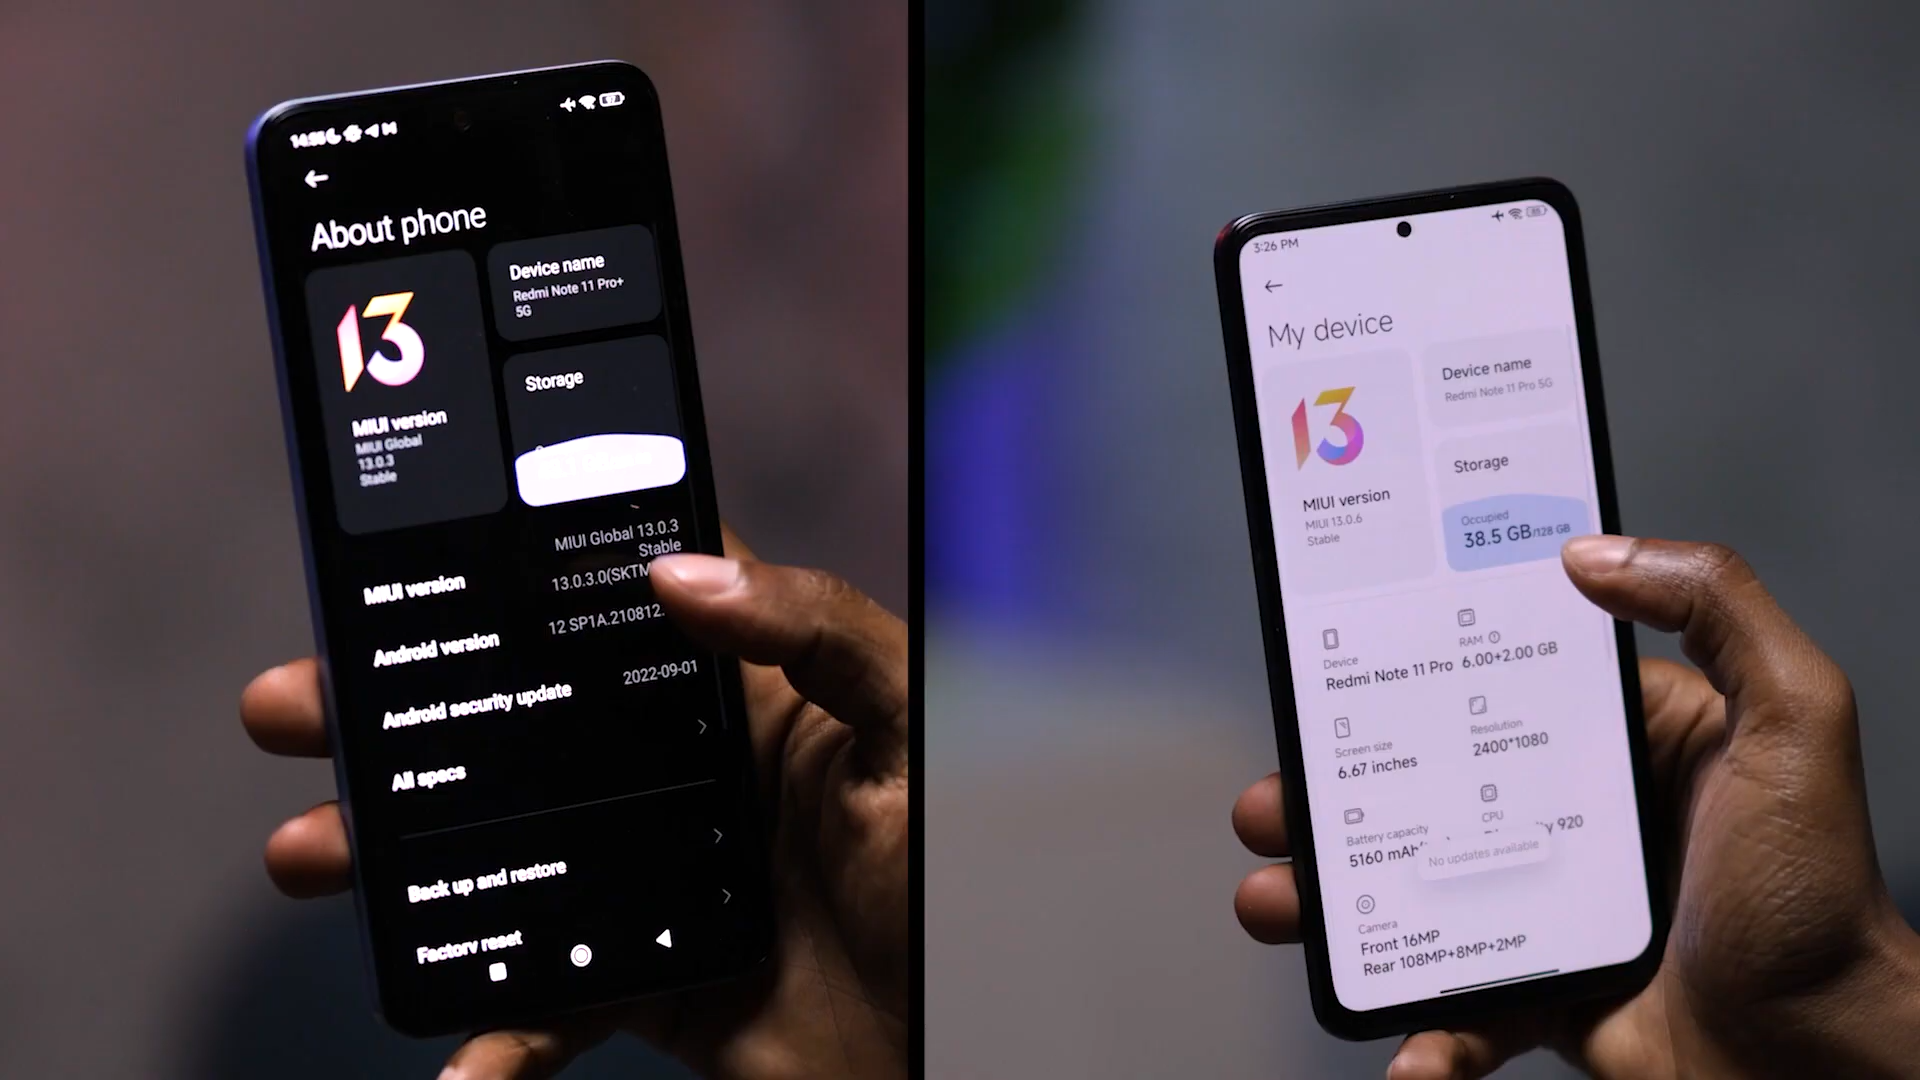 About phone
13
MIUI version
MIUI Global
13.0.3
Stable
Device name
Redmi Note 11 Pro+
5G
Storage
MIUI version
MIUI Global 13.0.3
Stable
13.0.3.0(SKTM
Android version
12 SP1A.210812.
Android security update
2022-09-01
All specs
Back up and restore
Factory reset
3:26 PM
My device
13
MIUI version
MIUI 13.0.6
Stable
Device name
Redmi Note 11 Pro 5G
Storage
Occupied
38.5 GB/128 GB
Device
Redmi Note 11 Pro
RAM
6.00+2.00 GB
Screen size
6.67 inches
Resolution
2400*1080
Battery capacity
5160 mAh
CPU
920
No updates available
Camera
Front 16MP
Rear 108MP+8MP+2MP